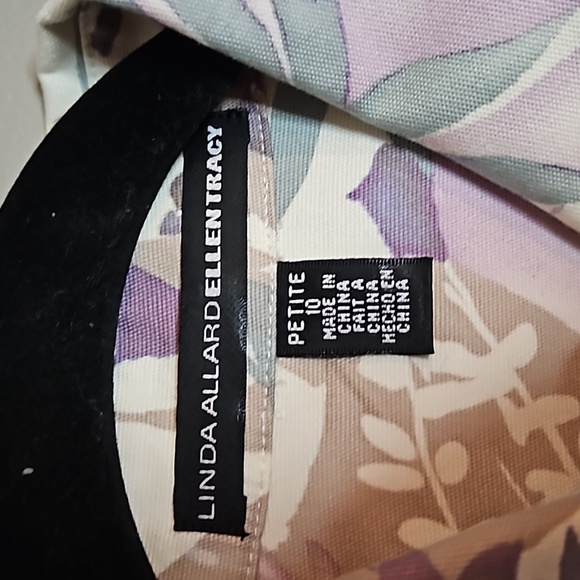 LINDA ALLARD ELLEN TRACY
PETITE
10
MADE IN
CHINA
FAIT A
CHINA
HECHO EN
CHINA